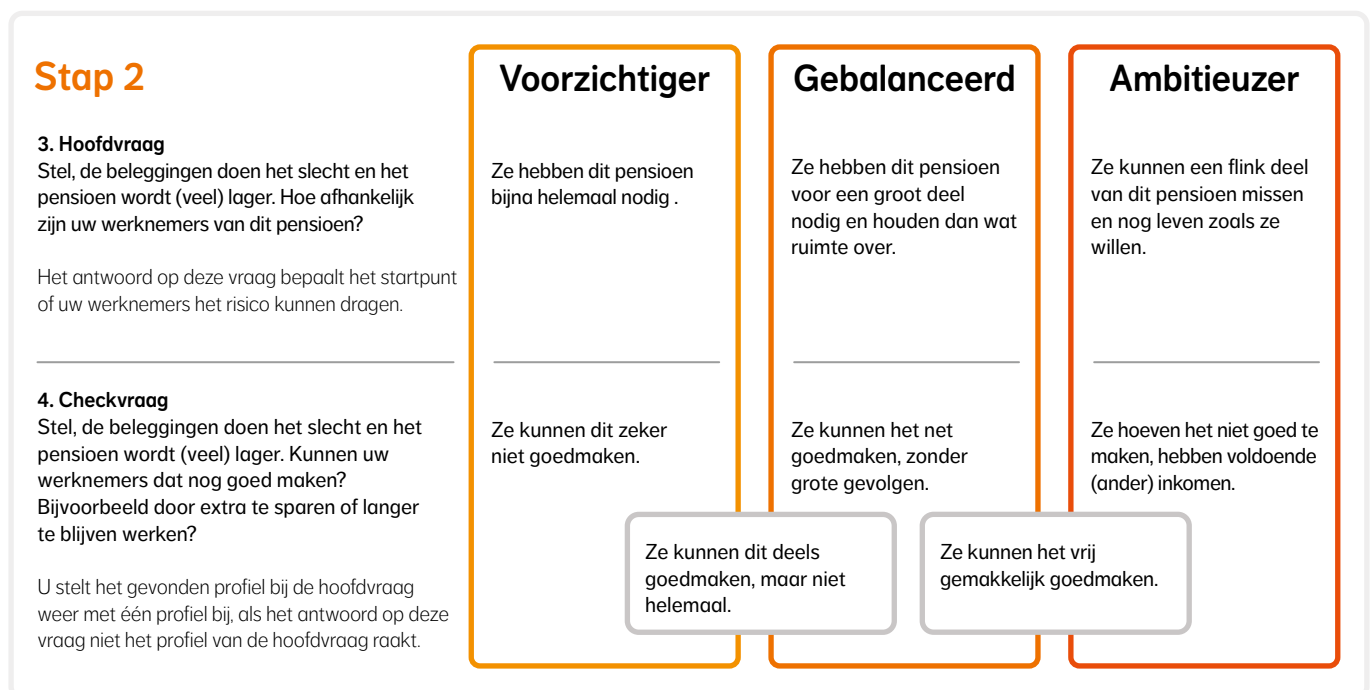 Stap 2
Voorzichtiger
Gebalanceerd
Ambitieuzer
3. Hoofdvraag
Stel, de beleggingen doen het slecht en het
pensioen wordt (veel) lager. Hoe afhankelijk
zijn uw werknemers van dit pensioen?
Het antwoord op deze vraag bepaalt het startpunt
of uw werknemers het risico kunnen dragen.
Ze hebben dit pensioen
bijna helemaal nodig .
Ze hebben dit pensioen
voor een groot deel
nodig en houden dan wat
ruimte over.
Ze kunnen een flink deel
van dit pensioen missen
en nog leven zoals ze
willen.
4. Checkvraag
Stel, de beleggingen doen het slecht en het
pensioen wordt (veel) lager. Kunnen uw
werknemers dat nog goed maken?
Bijvoorbeeld door extra te sparen of langer
te blijven werken?
U stelt het gevonden profiel bij de hoofdvraag
weer met één profiel bij, als het antwoord op deze
vraag niet het profiel van de hoofdvraag raakt.
Ze kunnen dit zeker
niet goedmaken.
Ze kunnen het net
goedmaken, zonder
grote gevolgen.
Ze hoeven het niet goed te
maken, hebben voldoende
(ander) inkomen.
Ze kunnen dit deels
goedmaken, maar niet
helemaal.
Ze kunnen het vrij
gemakkelijk goedmaken.